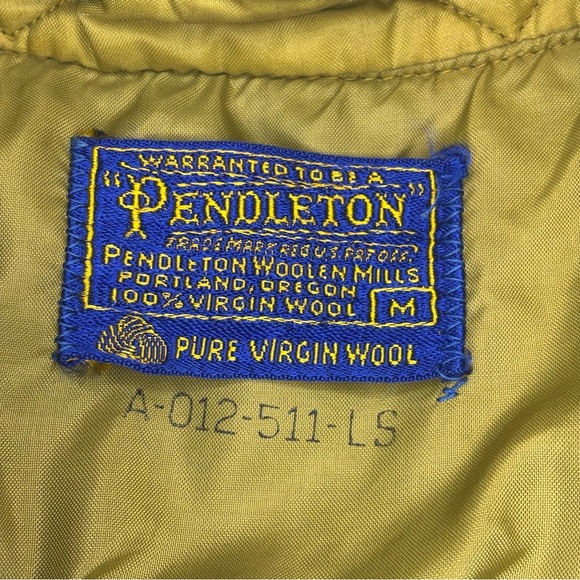 WARRANTED TO BE A
"PENDLETON"
TRADE MARK REG U.S. PAT. OFF.
PENDLETON WOOLEN MILLS
PORTLAND, OREGON
100% VIRGIN WOOL M
PURE VIRGIN WOOL
A-012-511-LS